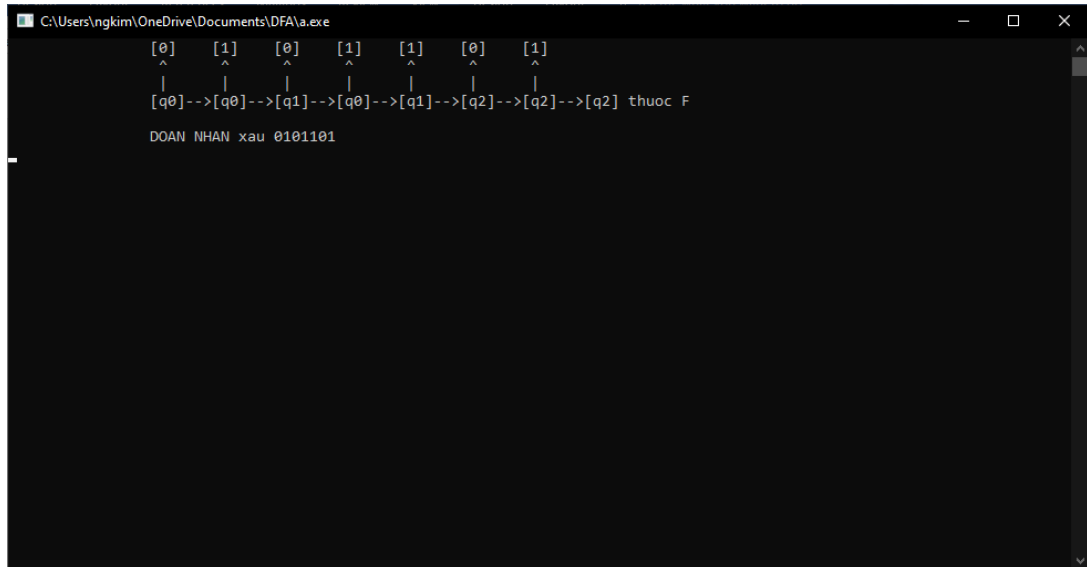 C:\Users\ngkim\OneDrive\Documents\DFA\a.exe
[0] [1] [0] [1] [1] [0] [1]
^ ^ ^ ^ ^ ^ ^
| | | | | | |
[q0]-->[q0]-->[q1]-->[q0]-->[q1]-->[q2]-->[q2]-->[q2] thuoc F
DOAN NHAN xau 0101101